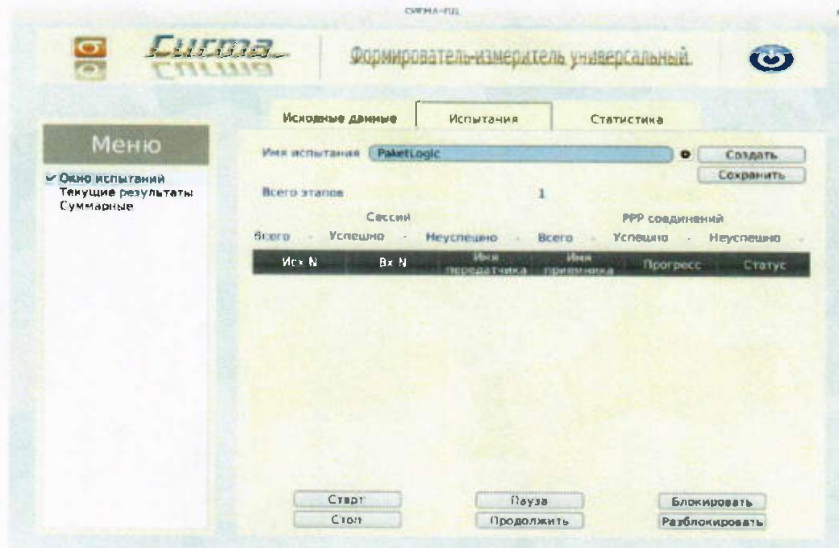 СИГМА-ПД
Сигма
Формирователь-измеритель универсальный.
Исходные данные Испытания Статистика
Меню
Окно испытаний
Текущие результаты
Суммарные
Имя испытания PaketLogic Создать
Сохранить
Всего этапов 1
Сессий PPP соединений
Всего - Успешно - Неуспешно - Всего - Успешно - Неуспешно -
Исх N Вх N Имя передатчика Имя приемника Прогресс Статус
Старт Пауза Блокировать
Стоп Продолжить Разблокировать